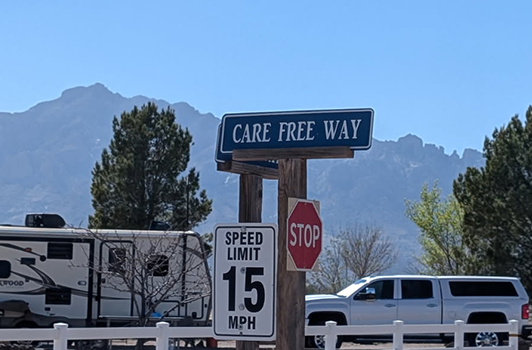 CARE FREE WAY
STOP
SPEED
LIMIT
15
MPH